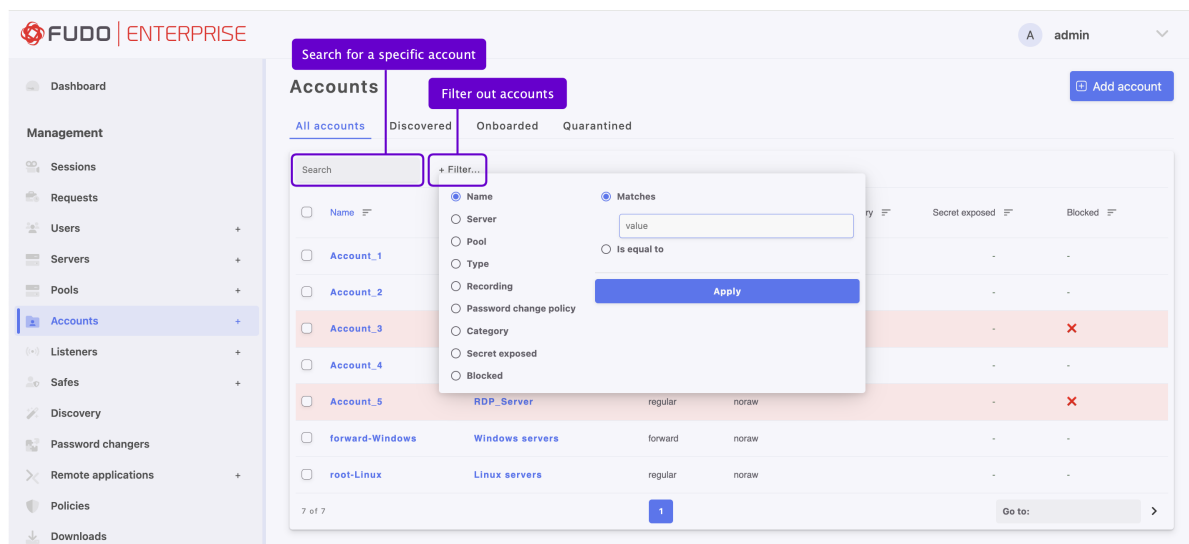 FUDO ENTERPRISE
A admin
Search for a specific account
Dashboard
Accounts
Filter out accounts
Add account
All accounts Discovered Onboarded Quarantined
Management
Sessions
Search
+ Filter...
Requests
Users +
Servers +
Pools +
Accounts +
Listeners +
Safes +
Discovery
Password changers
Remote applications +
Policies
Downloads
Name
Server
Pool
Type
Recording
Password change policy
Category
Secret exposed
Blocked
Matches
value
Is equal to
Apply
Name ry Secret exposed Blocked
Account_1 - -
Account_2 - -
Account_3 -
Account_4 - -
Account_5 RDP_Server regular noraw -
forward-Windows Windows servers forward noraw - -
root-Linux Linux servers regular noraw - -
7 of 7 1 Go to: